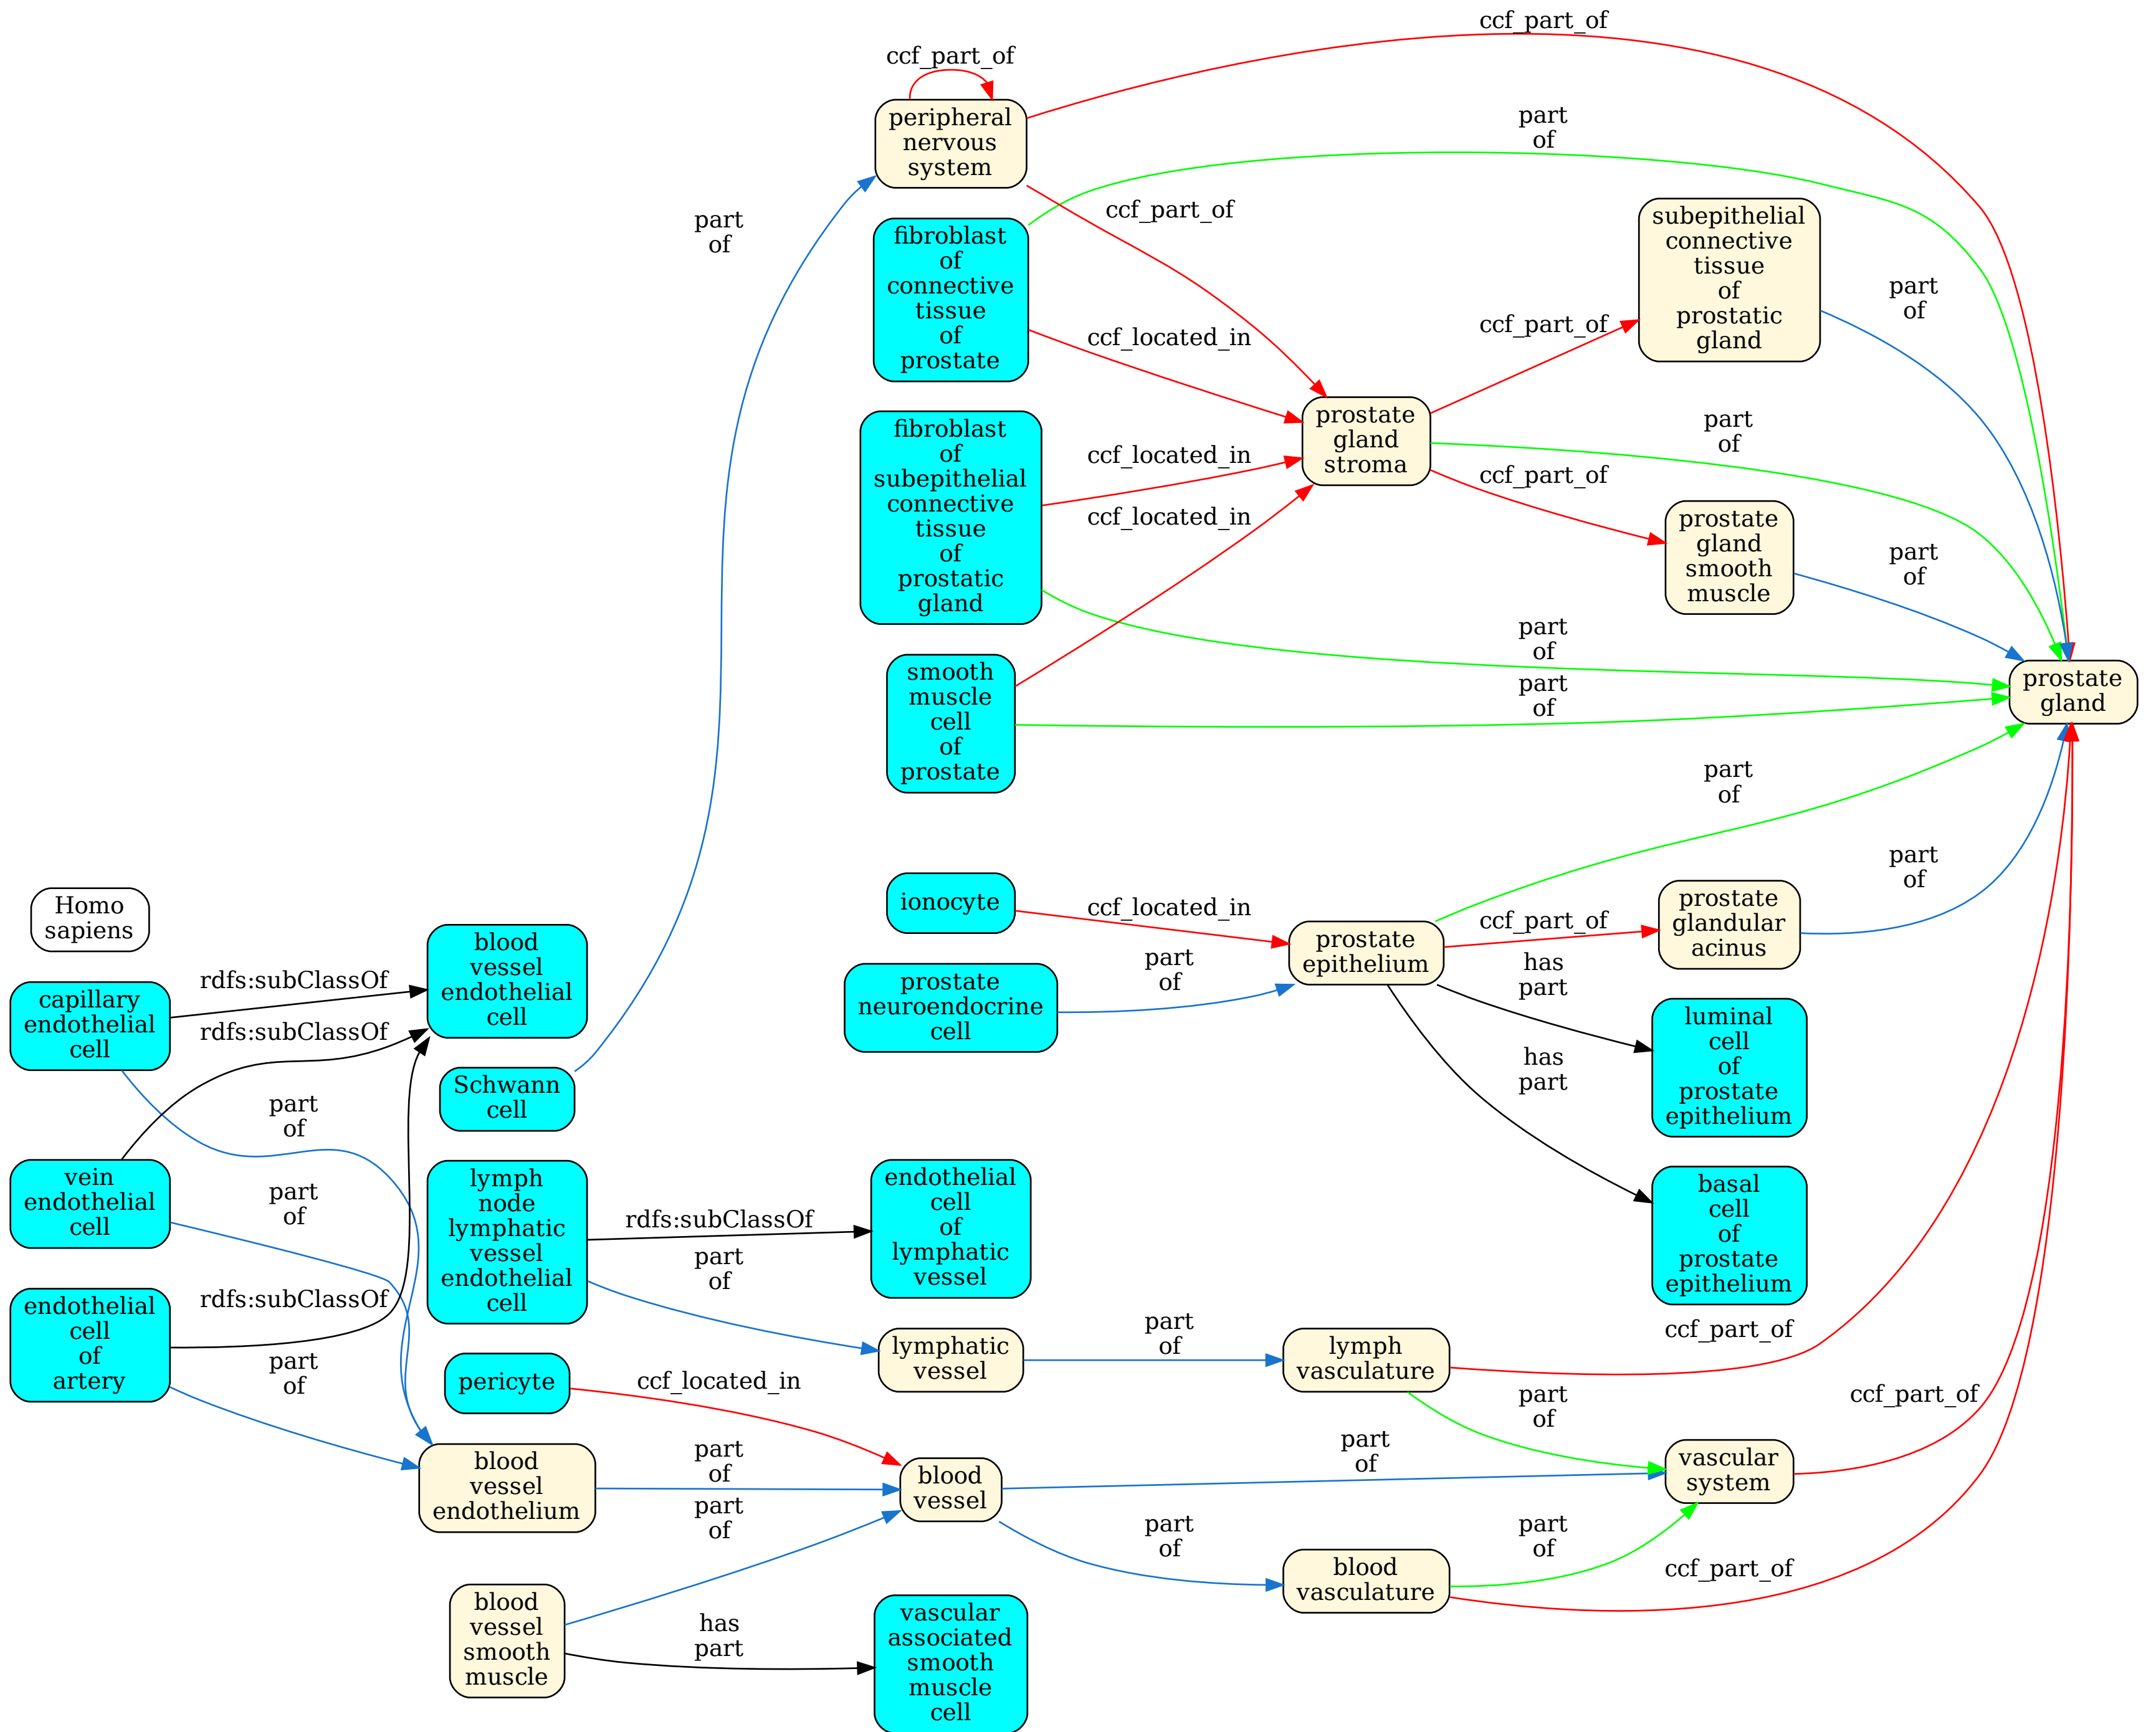 ccf_part_of
ccf_part_of
peripheral
nervous
system
part
of
part
of
ccf_part_of
fibroblast
of
connective
tissue
of
prostate
ccf_located_in
subepithelial
connective
tissue
of
prostatic
gland
part
of
ccf_part_of
prostate
gland
stroma
part
of
fibroblast
of
subepithelial
connective
tissue
of
prostatic
gland
ccf_located_in
ccf_located_in
ccf_part_of
prostate
gland
smooth
muscle
part
of
part
of
smooth
muscle
cell
of
prostate
part
of
prostate
gland
part
of
Homo
sapiens
ionocyte
ccf_located_in
prostate
epithelium
ccf_part_of
prostate
glandular
acinus
part
of
capillary
endothelial
cell
rdfs:subClassOf
rdfs:subClassOf
blood
vessel
endothelial
cell
prostate
neuroendocrine
cell
part
of
has
part
luminal
cell
of
prostate
epithelium
has
part
part
of
Schwann
cell
vein
endothelial
cell
part
of
lymph
node
lymphatic
vessel
endothelial
cell
rdfs:subClassOf
part
of
endothelial
cell
of
lymphatic
vessel
basal
cell
of
prostate
epithelium
endothelial
cell
of
artery
rdfs:subClassOf
part
of
lymphatic
vessel
part
of
lymph
vasculature
ccf_part_of
part
of
pericyte
ccf_located_in
ccf_part_of
blood
vessel
endothelium
part
of
part
of
blood
vessel
part
of
vascular
system
part
of
blood
vasculature
part
of
ccf_part_of
blood
vessel
smooth
muscle
has
part
vascular
associated
smooth
muscle
cell